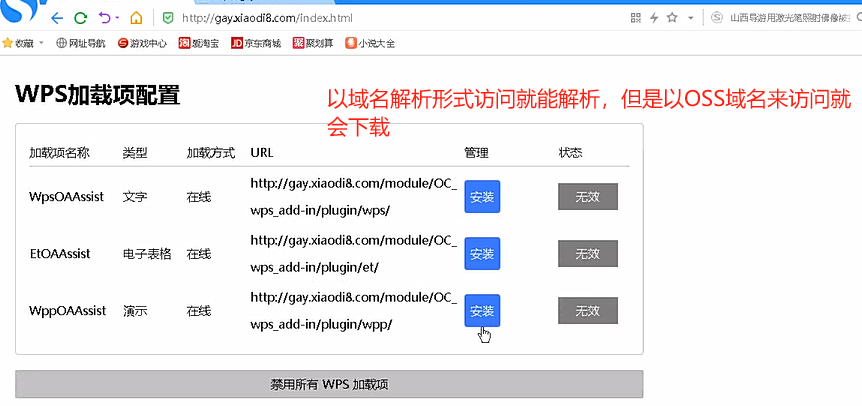 http://gay.xiaodi8.com/index.html
山西导游用激光笔照射佛像被
收藏
网址导航
游戏中心
逛淘宝
京东商城
聚划算
小说大全
WPS加载项配置
以域名解析形式访问就能解析，但是以OSS域名来访问就
会下载
加载项名称 类型 加载方式 URL 管理 状态
WpsOAAssist 文字 在线 http://gay.xiaodi8.com/module/OC_
wps_add-in/plugin/wps/ 安装 无效
EtOAAssist 电子表格 在线 http://gay.xiaodi8.com/module/OC_
wps_add-in/plugin/et/ 安装 无效
WppOAAssist 演示 在线 http://gay.xiaodi8.com/module/OC_
wps_add-in/plugin/wpp/ 安装 无效
禁用所有 WPS 加载项